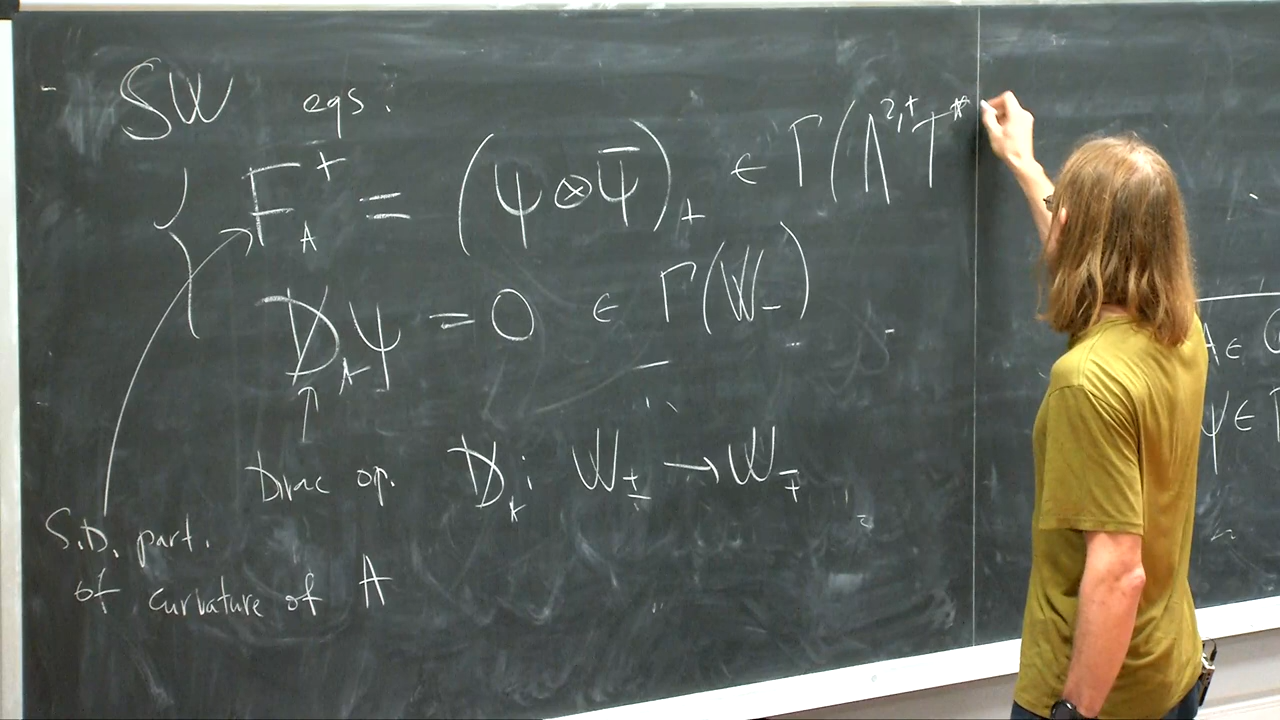 SW eqs:
F_A^+ = (ψ ⊗ ψ̄)_+ ∈ Γ(Λ^{2,+} T^*
D̸_A ψ = 0 ∈ Γ(W_-)
Dirac op. D̸_A : W_± → W_∓
S.D. part.
of curvature of A
A ∈
ψ ∈